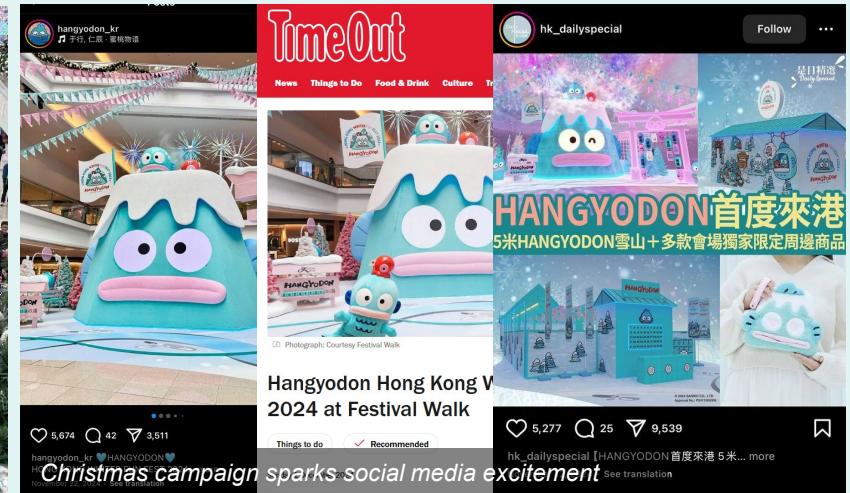 hangyodon_kr
于行, 仁辰 · 蜜桃物语
HANGYODON
HANGYODON
5,674
42
3,511
hangyodon_kr
HANGYODON
November 22, 2024 · See translation
TimeOut
News
Things to Do
Food & Drink
Culture
HANGYODON
HANGYODON
Photograph: Courtesy Festival Walk
Hangyodon Hong Kong W
2024 at Festival Walk
Things to do
Recommended
hk_dailyspecial
Follow
是日精選
Daily Special
HANGYODON
HANGYODON首度來港
5米HANGYODON雪山＋多款會場獨家限定周邊商品
HANGYODON
5,277
25
9,539
hk_dailyspecial【HANGYODON首度來港 5 米... more
See translation
Christmas campaign sparks social media excitement